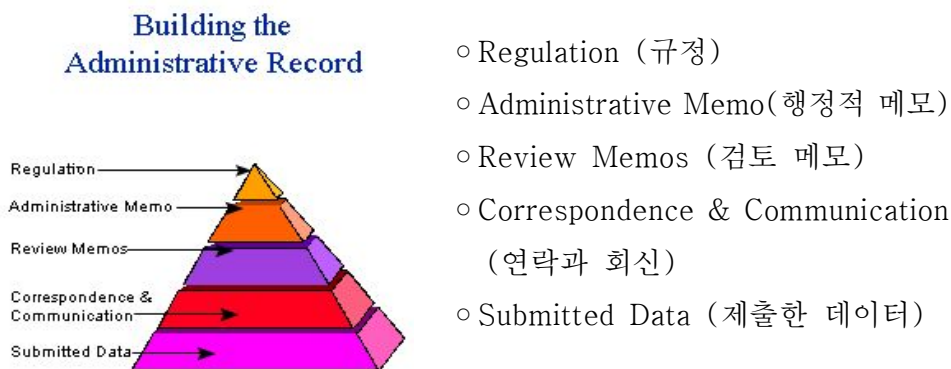 Building the
Administrative Record
Regulation
Administrative Memo
Review Memos
Correspondence &
Communication
Submitted Data
○ Regulation (규정)
○ Administrative Memo(행정적 메모)
○ Review Memos (검토 메모)
○ Correspondence & Communication
(연락과 회신)
○ Submitted Data (제출한 데이터)